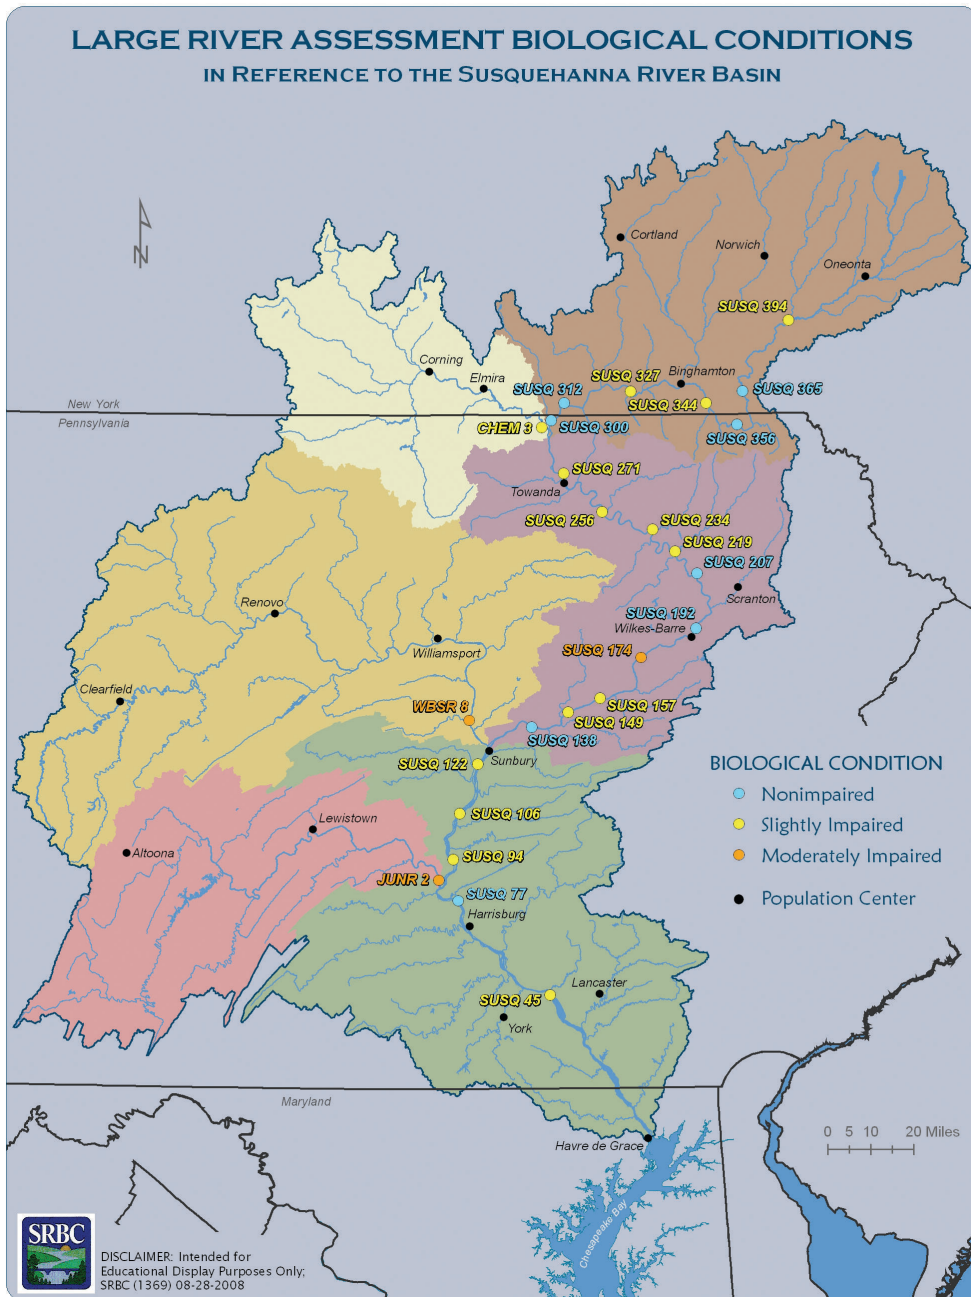 LARGE RIVER ASSESSMENT BIOLOGICAL CONDITIONS
IN REFERENCE TO THE SUSQUEHANNA RIVER BASIN
N
Cortland
Norwich
Oneonta
SUSQ 394
Corning
Elmira
Binghamton
SUSQ 327
SUSQ 312
SUSQ 365
New York
SUSQ 344
Pennsylvania
CHEM 3
SUSQ 300
SUSQ 356
SUSQ 271
Towanda
SUSQ 256
SUSQ 234
SUSQ 219
SUSQ 207
Scranton
Renovo
SUSQ 192
Wilkes-Barre
Williamsport
SUSQ 174
Clearfield
WBSR 8
SUSQ 157
SUSQ 149
SUSQ 138
Sunbury
SUSQ 122
BIOLOGICAL CONDITION
Nonimpaired
Slightly Impaired
Moderately Impaired
Population Center
SUSQ 106
Lewistown
Altoona
SUSQ 94
JUNR 2
SUSQ 77
Harrisburg
Lancaster
SUSQ 45
York
Maryland
Havre de Grace
0 5 10 20 Miles
Chesapeake Bay
SRBC
DISCLAIMER: Intended for
Educational Display Purposes Only;
SRBC (1369) 08-28-2008